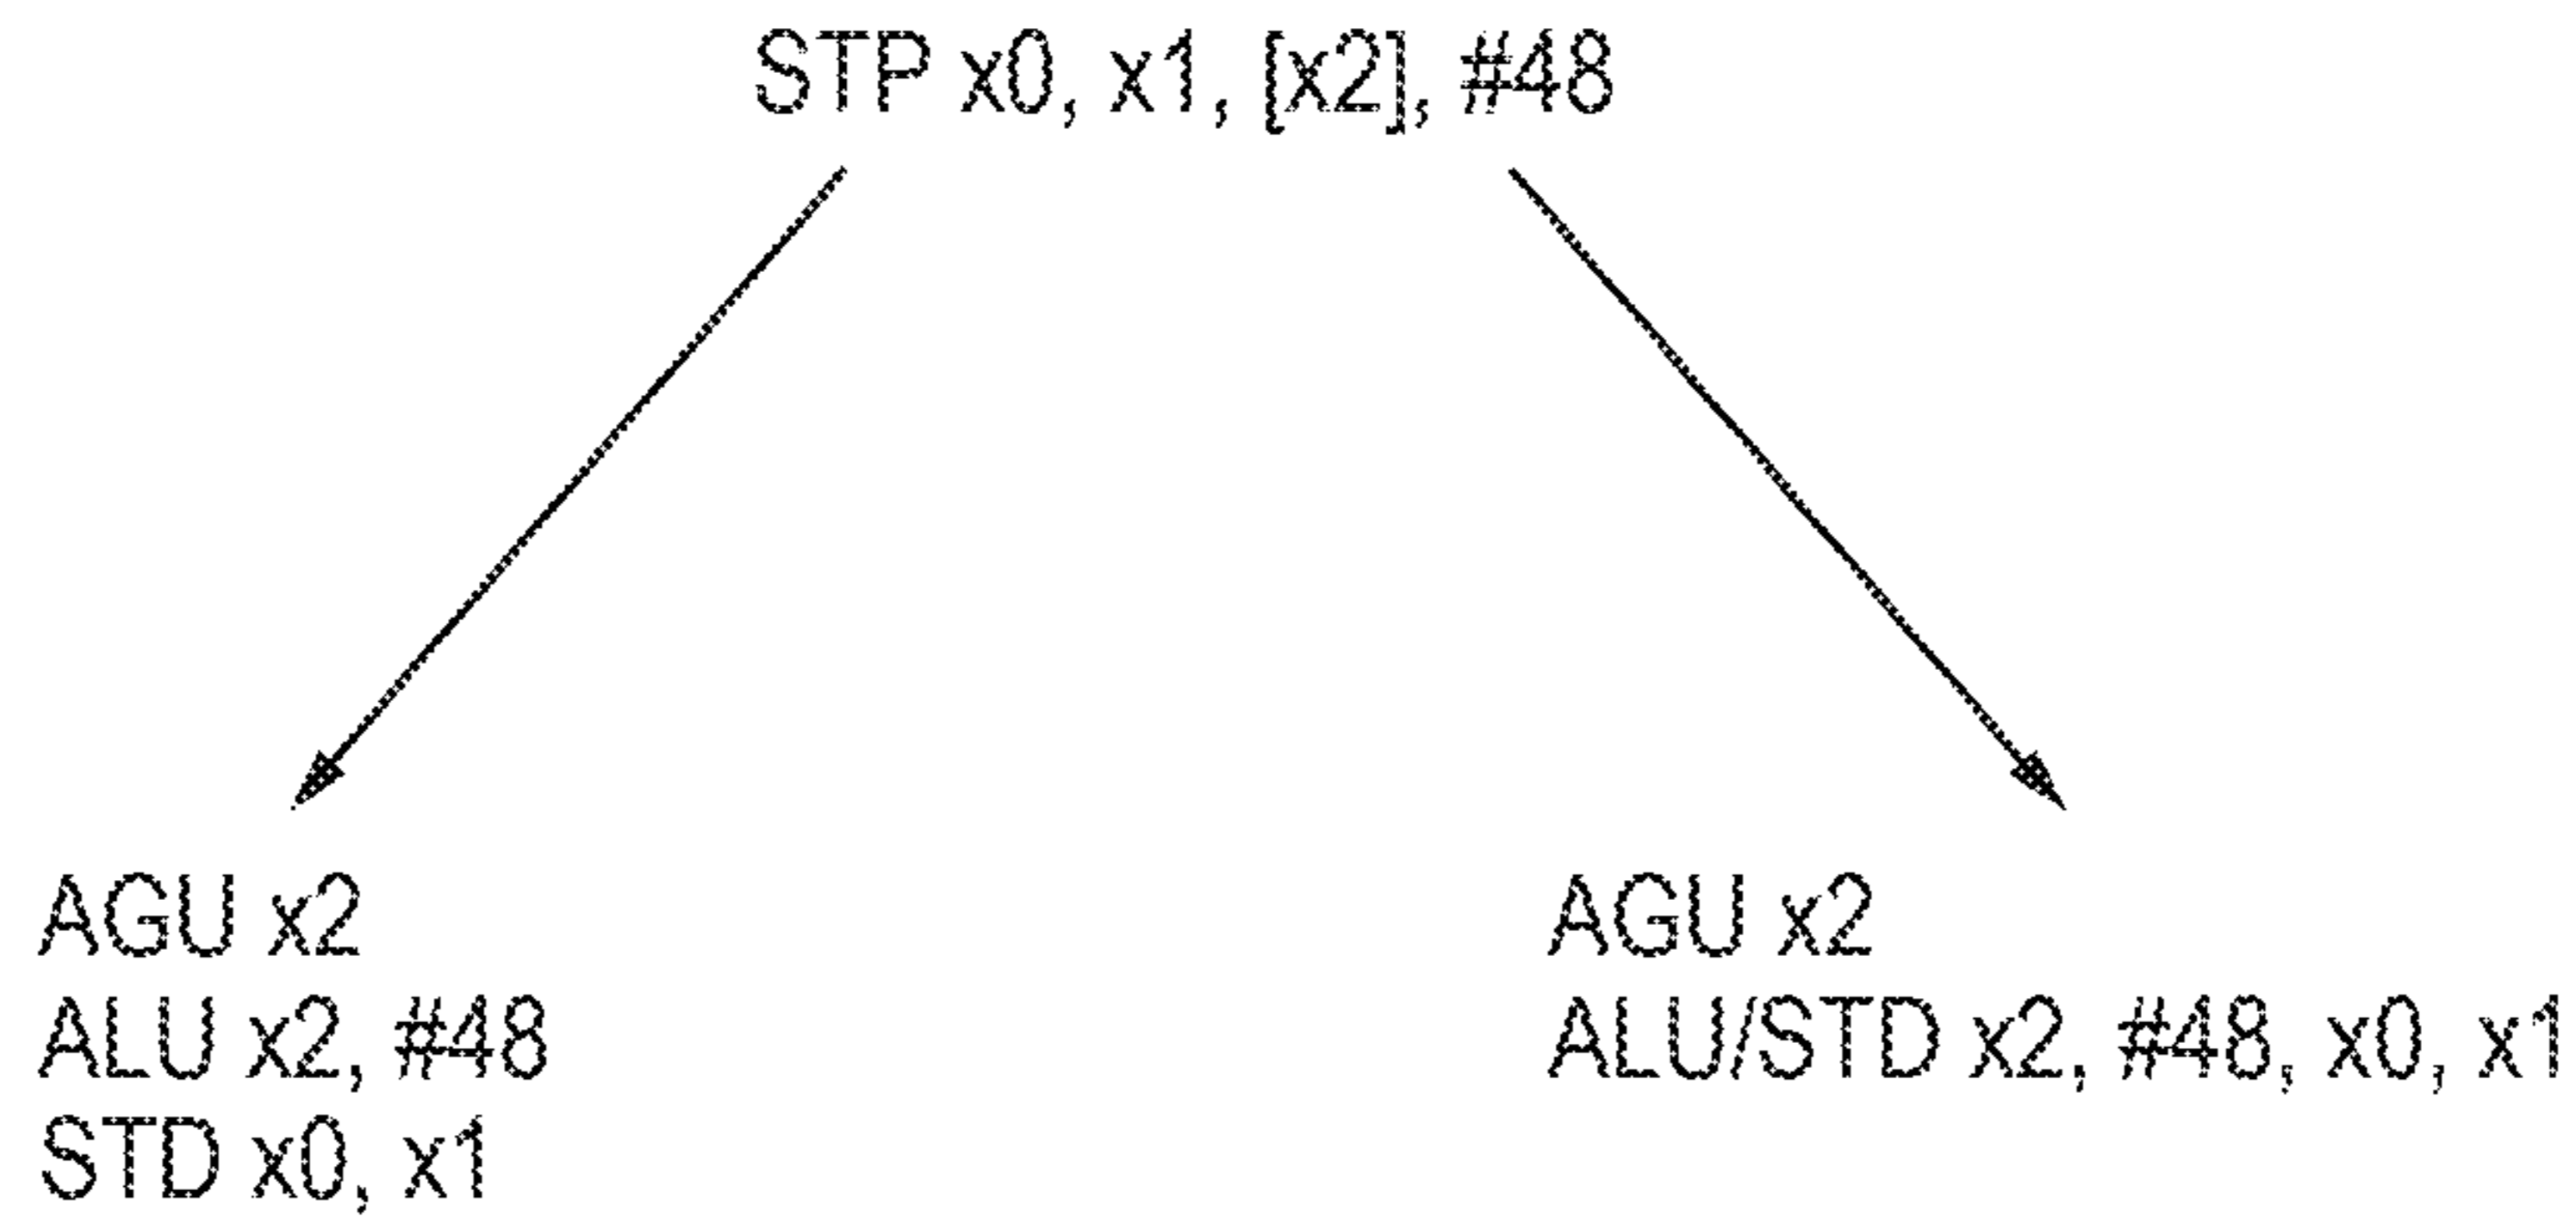 STP x0, x1, [x2], #48
AGU x2
ALU x2, #48
STD x0, x1
AGU x2
ALU/STD x2, #48, x0, x1